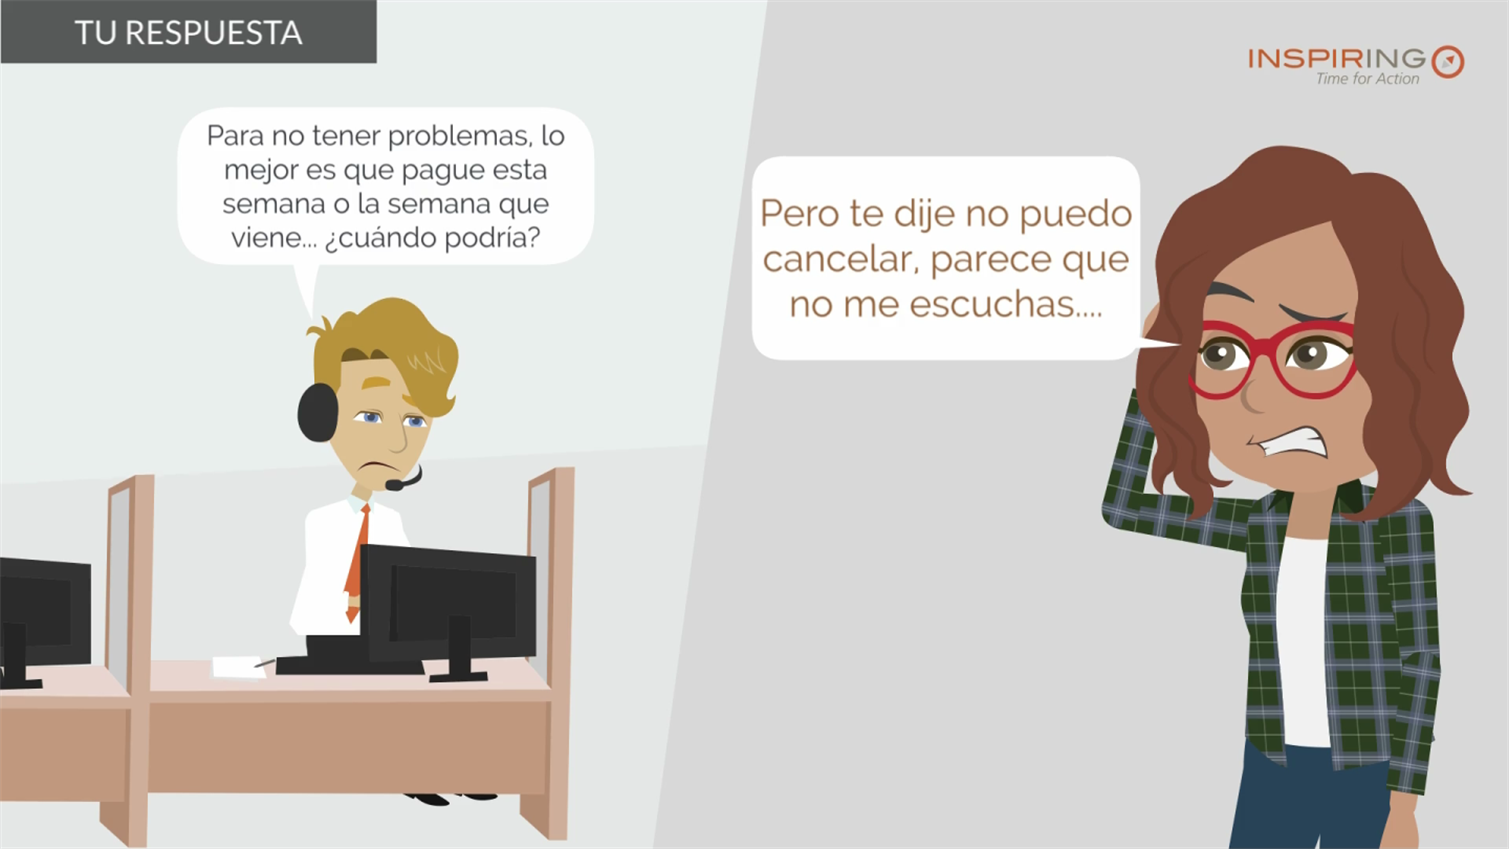 TU RESPUESTA
INSPIRING
Time for Action
Para no tener problemas, lo
mejor es que pague esta
semana o la semana que
viene... ¿cuándo podría?
Pero te dije no puedo
cancelar, parece que
no me escuchas....